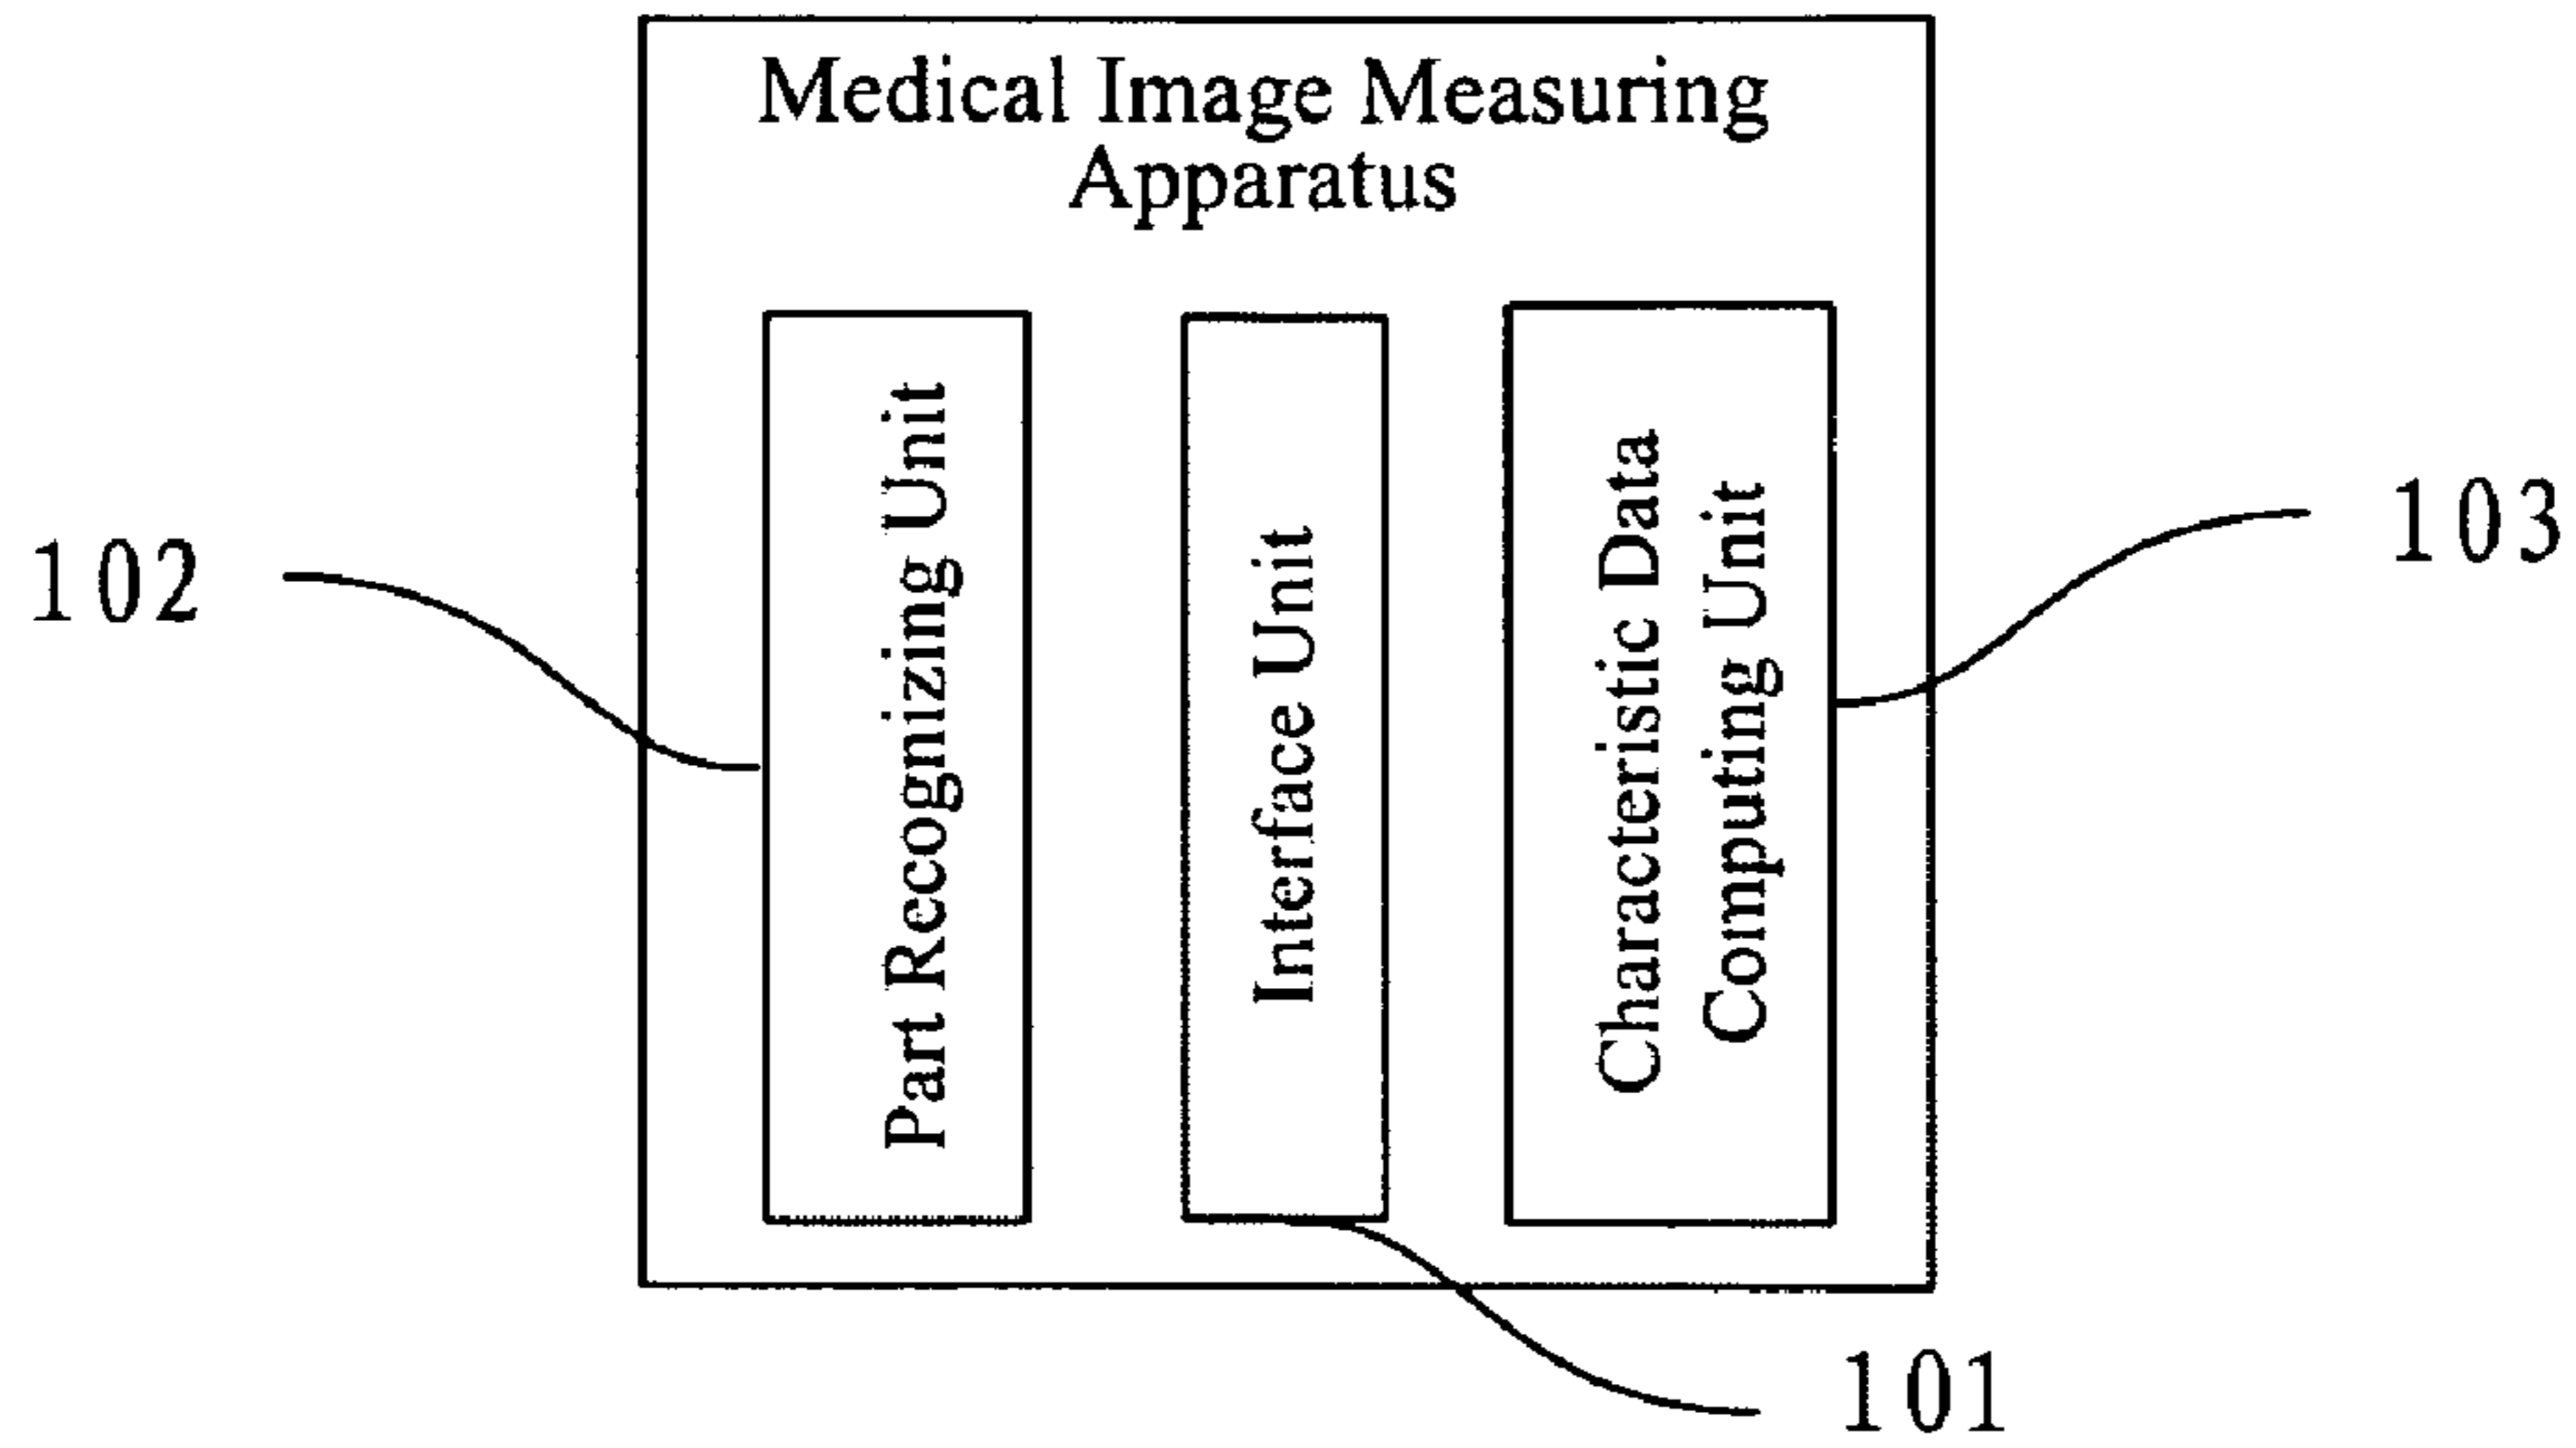 Medical Image Measuring
Apparatus
102
Part Recognizing Unit
Interface Unit
Characteristic Data
Computing Unit
103
101